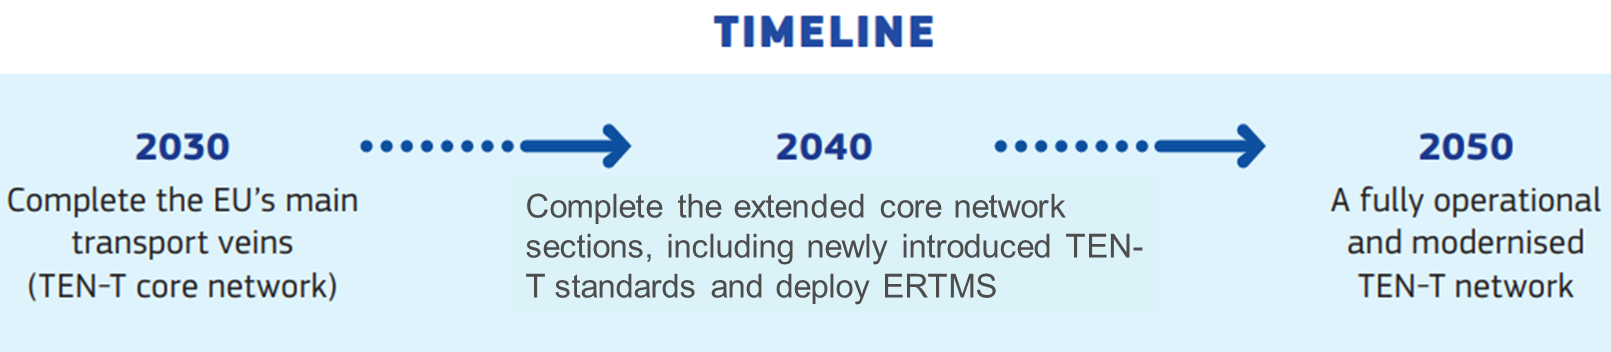 TIMELINE
2030
Complete the EU's main
transport veins
(TEN-T core network)
2040
Complete the extended core network
sections, including newly introduced TEN-
T standards and deploy ERTMS
2050
A fully operational
and modernised
TEN-T network